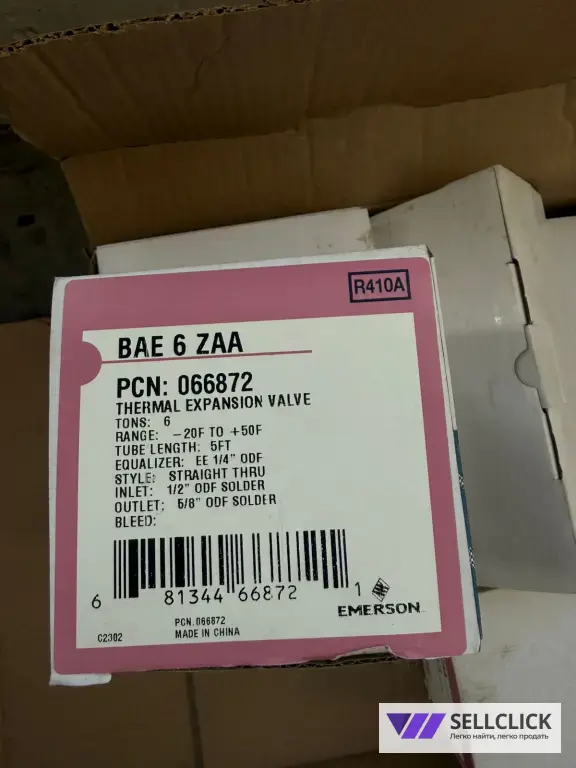 R410A
BAE 6 ZAA
PCN: 066872
THERMAL EXPANSION VALVE
TONS: 6
RANGE: -20F TO +50F
TUBE LENGTH: 5FT
EQUALIZER: EE 1/4" ODF
STYLE: STRAIGHT THRU
INLET: 1/2" ODF SOLDER
OUTLET: 5/8" ODF SOLDER
BLEED:
6 81344 66872 1
EMERSON
PCN. 066872
C2302 MADE IN CHINA
SELLCLICK
Легко найти, легко продать